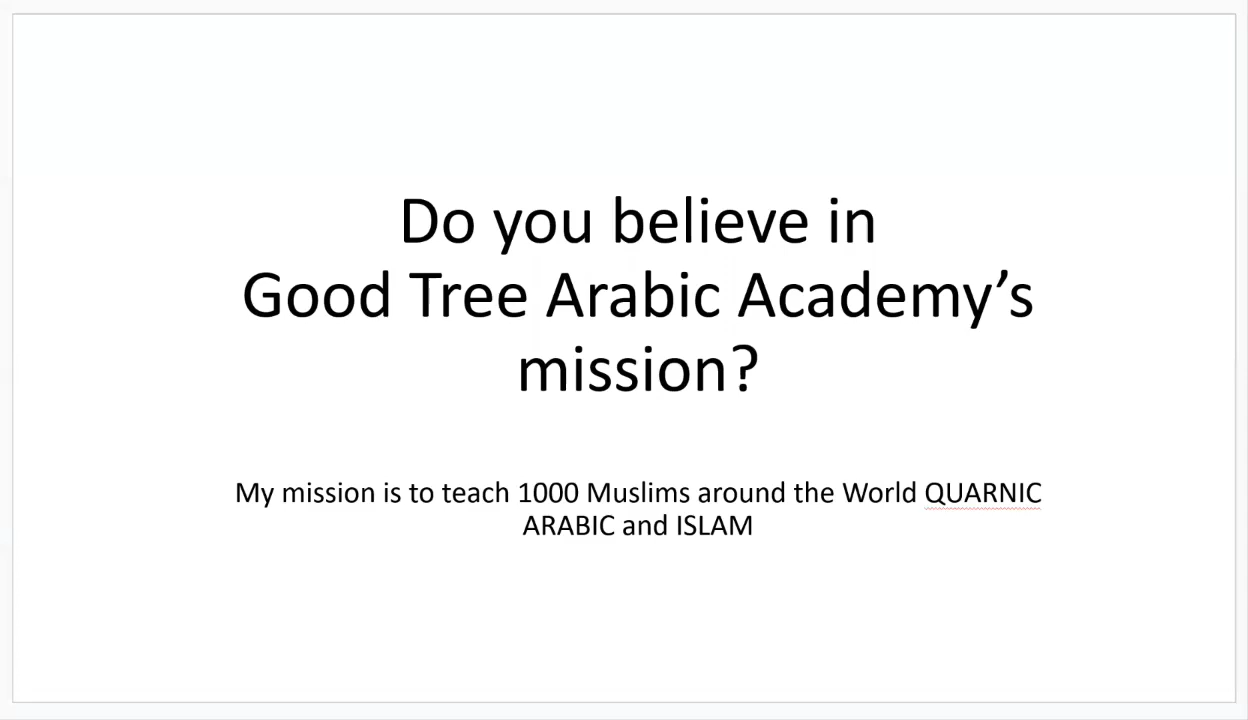 Do you believe in
Good Tree Arabic Academy’s
mission?
My mission is to teach 1000 Muslims around the World QUARNIC
ARABIC and ISLAM